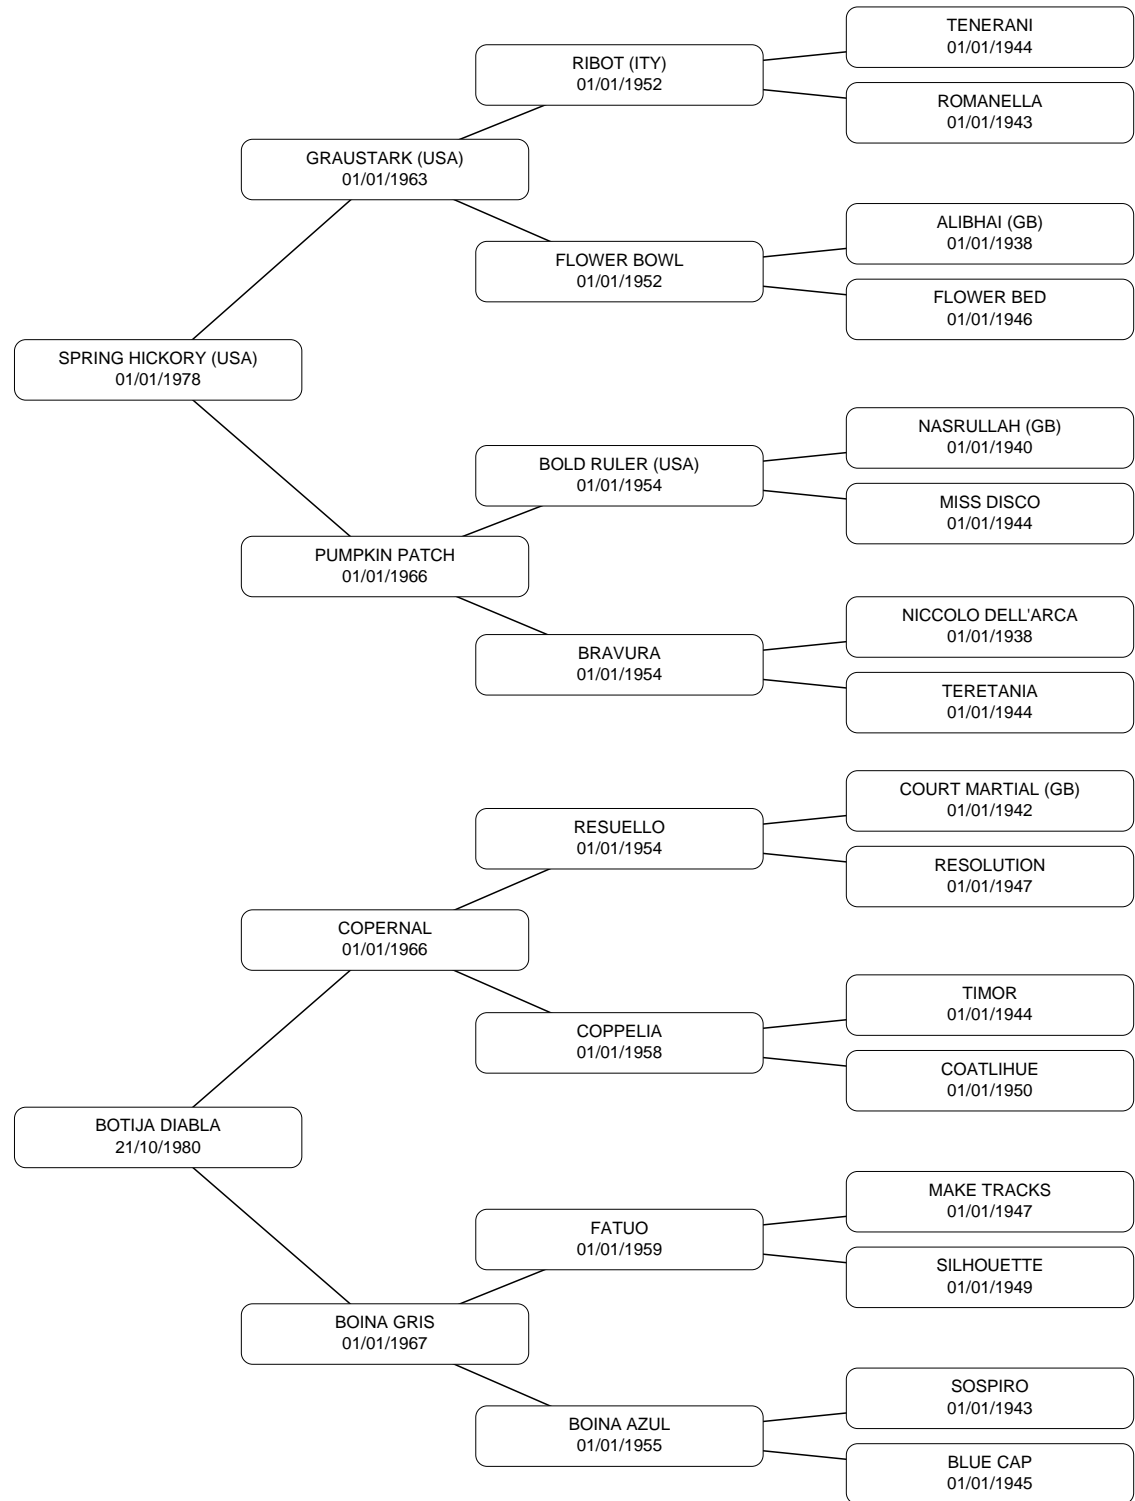 TENERANI
01/01/1944
RIBOT (ITY)
01/01/1952
ROMANELLA
01/01/1943
GRAUSTARK (USA)
01/01/1963
ALIBHAI (GB)
01/01/1938
FLOWER BOWL
01/01/1952
FLOWER BED
01/01/1946
SPRING HICKORY (USA)
01/01/1978
NASRULLAH (GB)
01/01/1940
BOLD RULER (USA)
01/01/1954
MISS DISCO
01/01/1944
PUMPKIN PATCH
01/01/1966
NICCOLO DELL'ARCA
01/01/1938
BRAVURA
01/01/1954
TERETANIA
01/01/1944
COURT MARTIAL (GB)
01/01/1942
RESUELLO
01/01/1954
RESOLUTION
01/01/1947
COPERNAL
01/01/1966
TIMOR
01/01/1944
COPPELIA
01/01/1958
COATLIHUE
01/01/1950
BOTIJA DIABLA
21/10/1980
MAKE TRACKS
01/01/1947
FATUO
01/01/1959
SILHOUETTE
01/01/1949
BOINA GRIS
01/01/1967
SOSPIRO
01/01/1943
BOINA AZUL
01/01/1955
BLUE CAP
01/01/1945